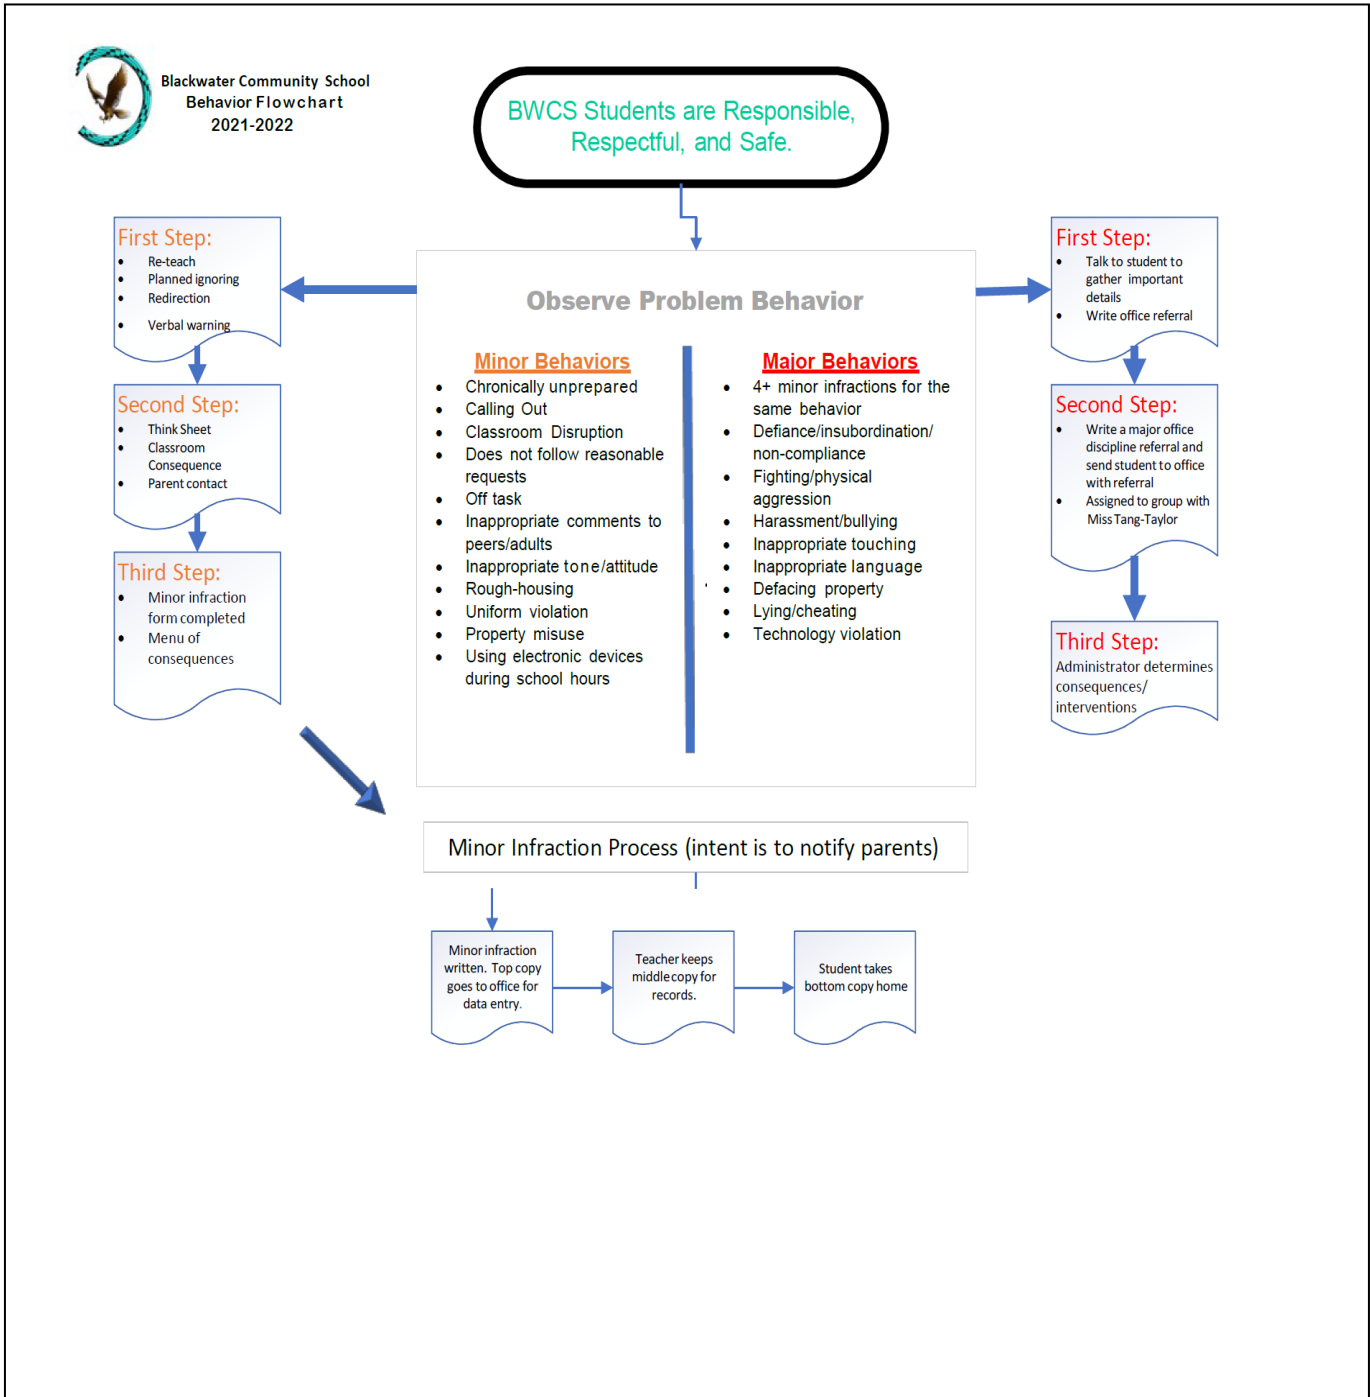 Blackwater Community School
Behavior Flowchart
2021-2022
BWCS Students are Responsible,
Respectful, and Safe.
First Step:
• Re-teach
• Planned ignoring
• Redirection
• Verbal warning
Second Step:
• Think Sheet
• Classroom
Consequence
• Parent contact
Third Step:
• Minor infraction
form completed
• Menu of
consequences
Observe Problem Behavior
Minor Behaviors
• Chronically unprepared
• Calling Out
• Classroom Disruption
• Does not follow reasonable
requests
• Off task
• Inappropriate comments to
peers/adults
• Inappropriate tone/attitude
• Rough-housing
• Uniform violation
• Property misuse
• Using electronic devices
during school hours
Major Behaviors
• 4+ minor infractions for the
same behavior
• Defiance/insubordination/
non-compliance
• Fighting/physical
aggression
• Harassment/bullying
• Inappropriate touching
• Inappropriate language
• Defacing property
• Lying/cheating
• Technology violation
First Step:
• Talk to student to
gather important
details
• Write office referral
Second Step:
• Write a major office
discipline referral and
send student to office
with referral
• Assigned to group with
Miss Tang-Taylor
Third Step:
Administrator determines
consequences/
interventions
Minor Infraction Process (intent is to notify parents)
Minor infraction
written. Top copy
goes to office for
data entry.
Teacher keeps
middle copy for
records.
Student takes
bottom copy home